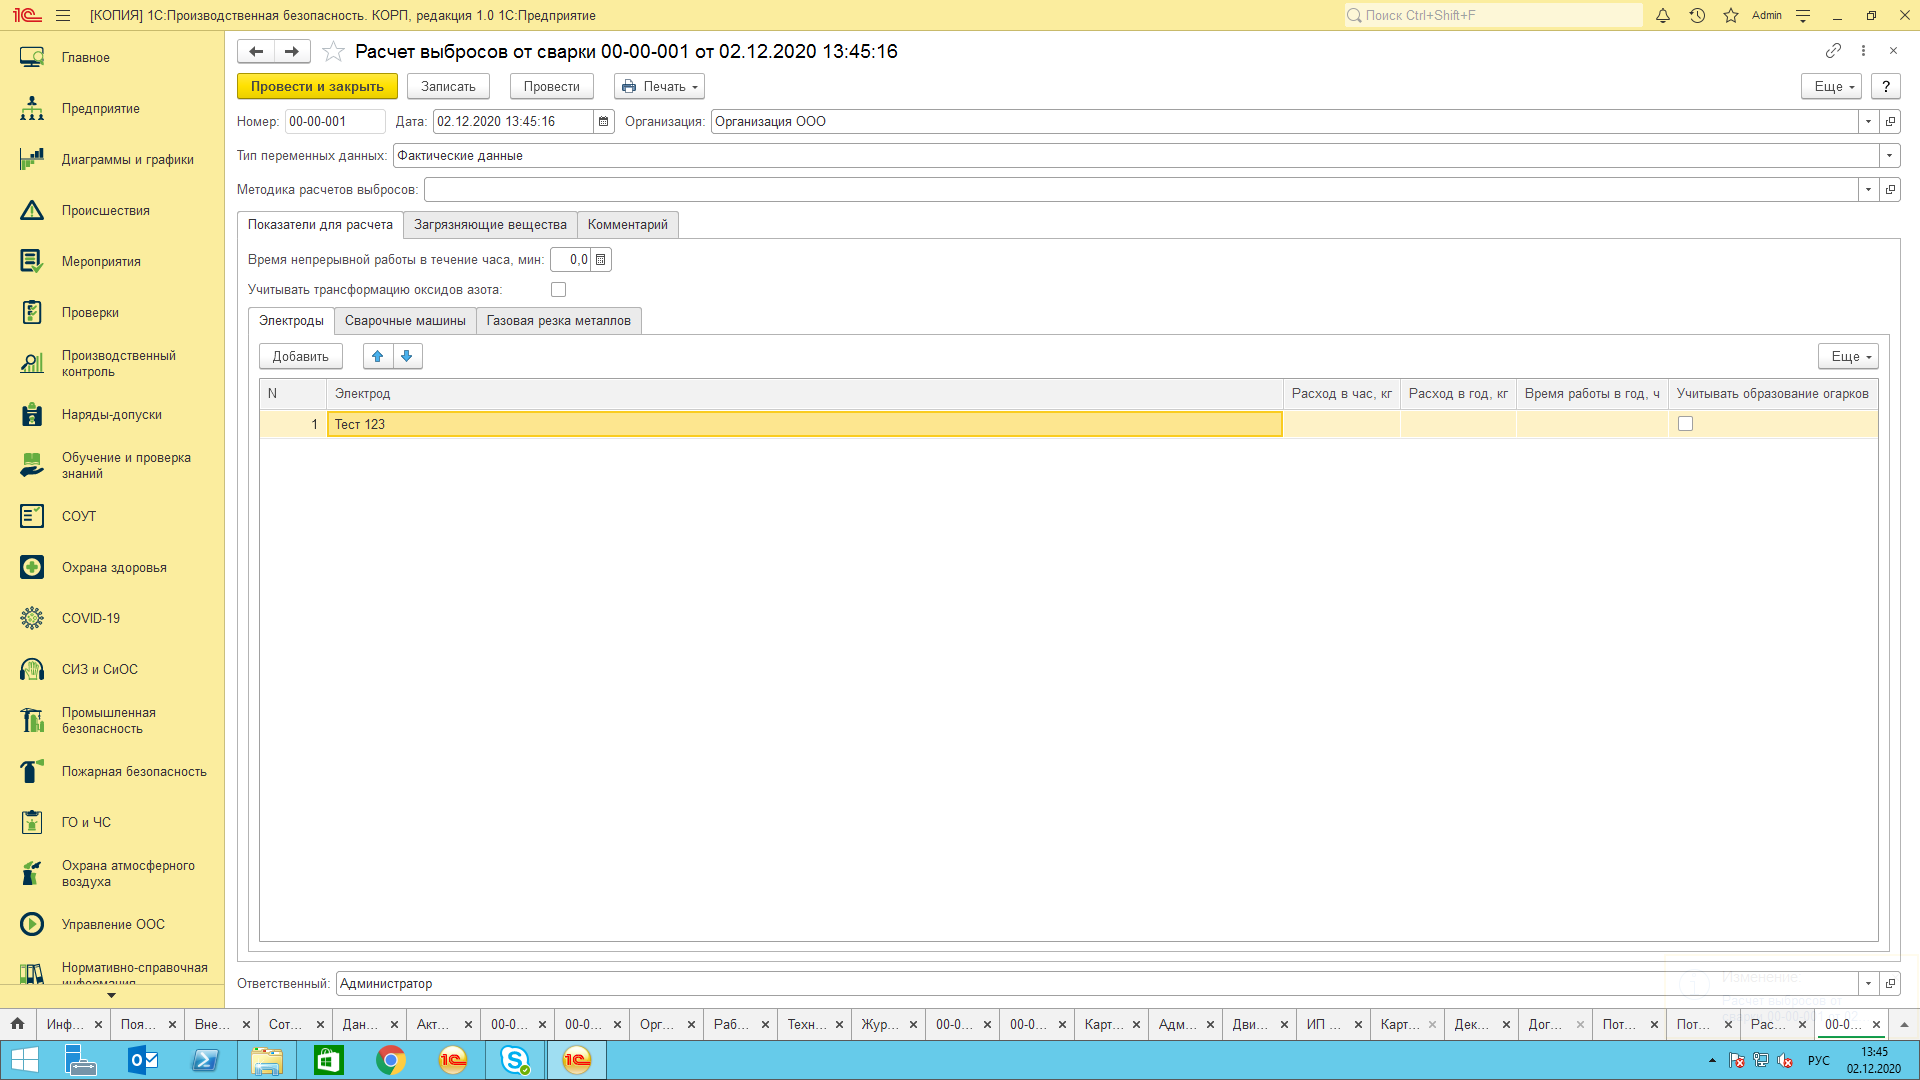 [КОПИЯ] 1С:Производственная безопасность. КОРП, редакция 1.0 1С:Предприятие
Поиск Ctrl+Shift+F
Admin
Главное
Предприятие
Диаграммы и графики
Происшествия
Мероприятия
Проверки
Производственный
контроль
Наряды-допуски
Обучение и проверка
знаний
СОУТ
Охрана здоровья
COVID-19
СИЗ и СиОС
Промышленная
безопасность
Пожарная безопасность
ГО и ЧС
Охрана атмосферного
воздуха
Управление ООС
Нормативно-справочная
информация
Расчет выбросов от сварки 00-00-001 от 02.12.2020 13:45:16
Провести и закрыть
Записать
Провести
Печать
Еще
?
Номер: 00-00-001 Дата: 02.12.2020 13:45:16 Организация: Организация ООО
Тип переменных данных: Фактические данные
Методика расчетов выбросов:
Показатели для расчета
Загрязняющие вещества
Комментарий
Время непрерывной работы в течение часа, мин: 0,0
Учитывать трансформацию оксидов азота:
Электроды
Сварочные машины
Газовая резка металлов
Добавить
Еще
N Электрод Расход в час, кг Расход в год, кг Время работы в год, ч Учитывать образование огарков
1 Тест 123
Ответственный: Администратор
Изменение
Расчет выбросов от
Инф... Поя... Вне... Сот... Дан... Акт... 00-0... 00-0... Орг... Раб... Техн... Жур... 00-0... 00-0... Карт... Адм... Дви... ИП ... Карт... Дек... Дог... Пот... Пот... Рас... 00-0...
РУС
13:45
02.12.2020